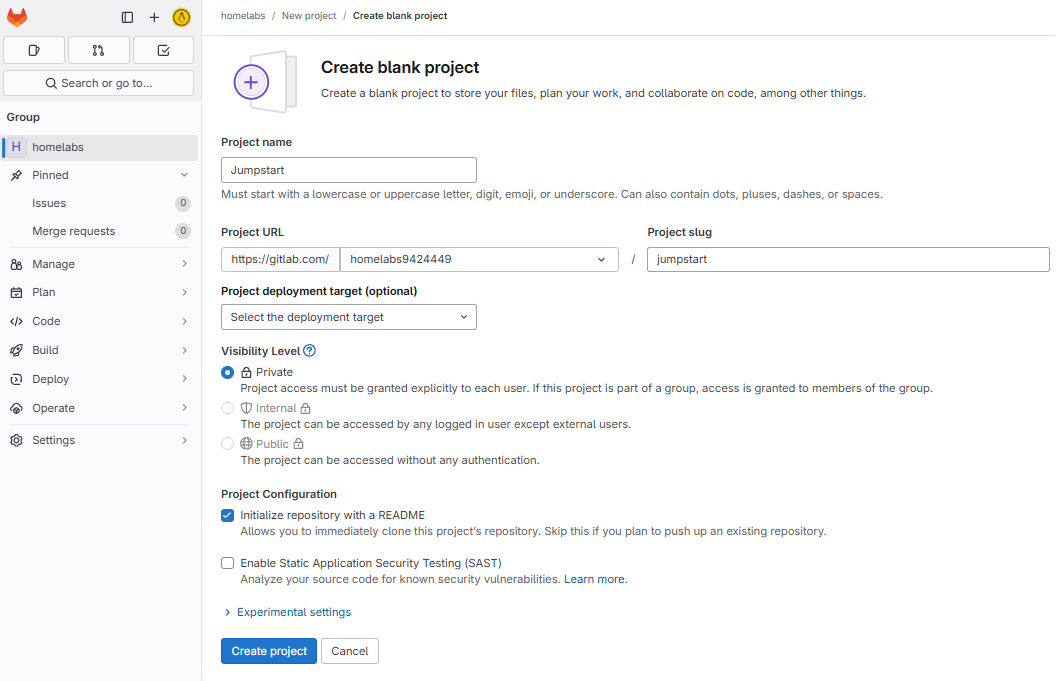 homelabs / New project / Create blank project
Search or go to...
Group
H homelabs
Pinned
Issues 0
Merge requests 0
Manage
Plan
Code
Build
Deploy
Operate
Settings
Create blank project
Create a blank project to store your files, plan your work, and collaborate on code, among other things.
Project name
Jumpstart
Must start with a lowercase or uppercase letter, digit, emoji, or underscore. Can also contain dots, pluses, dashes, or spaces.
Project URL
Project slug
https://gitlab.com/ homelabs9424449 / jumpstart
Project deployment target (optional)
Select the deployment target
Visibility Level
Private
Project access must be granted explicitly to each user. If this project is part of a group, access is granted to members of the group.
Internal
The project can be accessed by any logged in user except external users.
Public
The project can be accessed without any authentication.
Project Configuration
Initialize repository with a README
Allows you to immediately clone this project's repository. Skip this if you plan to push up an existing repository.
Enable Static Application Security Testing (SAST)
Analyze your source code for known security vulnerabilities. Learn more.
Experimental settings
Create project
Cancel